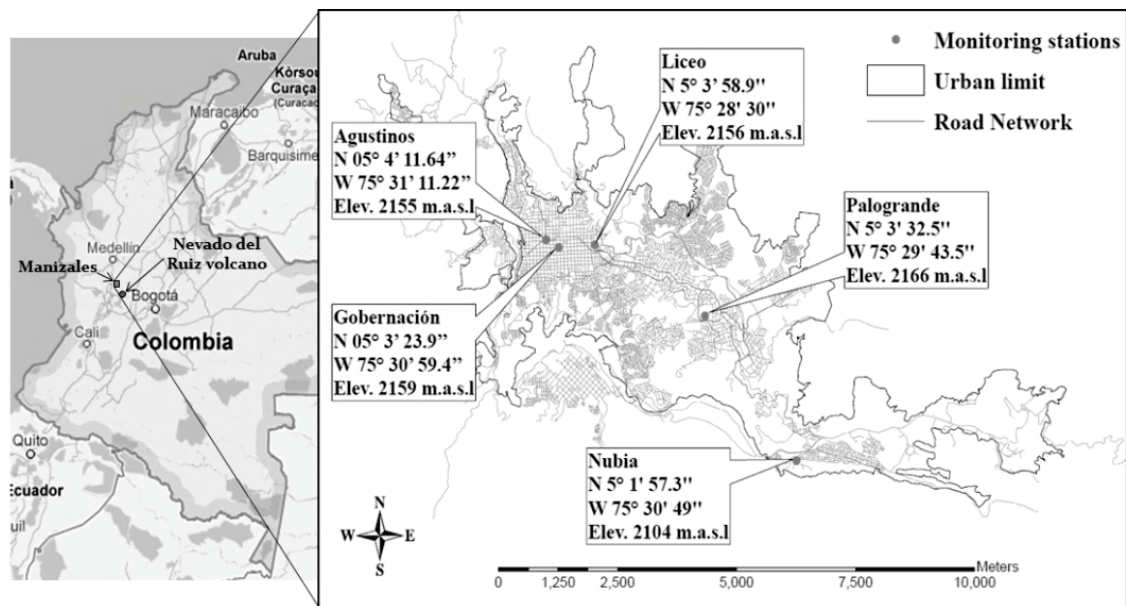 Aruba
Kòrsou
Curaçao
(Curacao
Maracaibo
Barquisime
Medellín
Nevado del
Ruiz volcano
Manizales
Bogotá
Cali
Colombia
Quito
Ecuador
uil
Agustinos
N 05° 4' 11.64”
W 75° 31' 11.22”
Elev. 2155 m.a.s.l
Liceo
N 5° 3' 58.9"
W 75° 28' 30"
Elev. 2156 m.a.s.l
Monitoring stations
Urban limit
Road Network
Palogrande
N 5° 3' 32.5"
W 75° 29' 43.5"
Elev. 2166 m.a.s.l
Gobernación
N 05° 3' 23.9”
W 75° 30' 59.4”
Elev. 2159 m.a.s.l
Nubia
N 5° 1' 57.3"
W 75° 30' 49"
Elev. 2104 m.a.s.l
N
W E
S
Meters
0 1,250 2,500 5,000 7,500 10,000